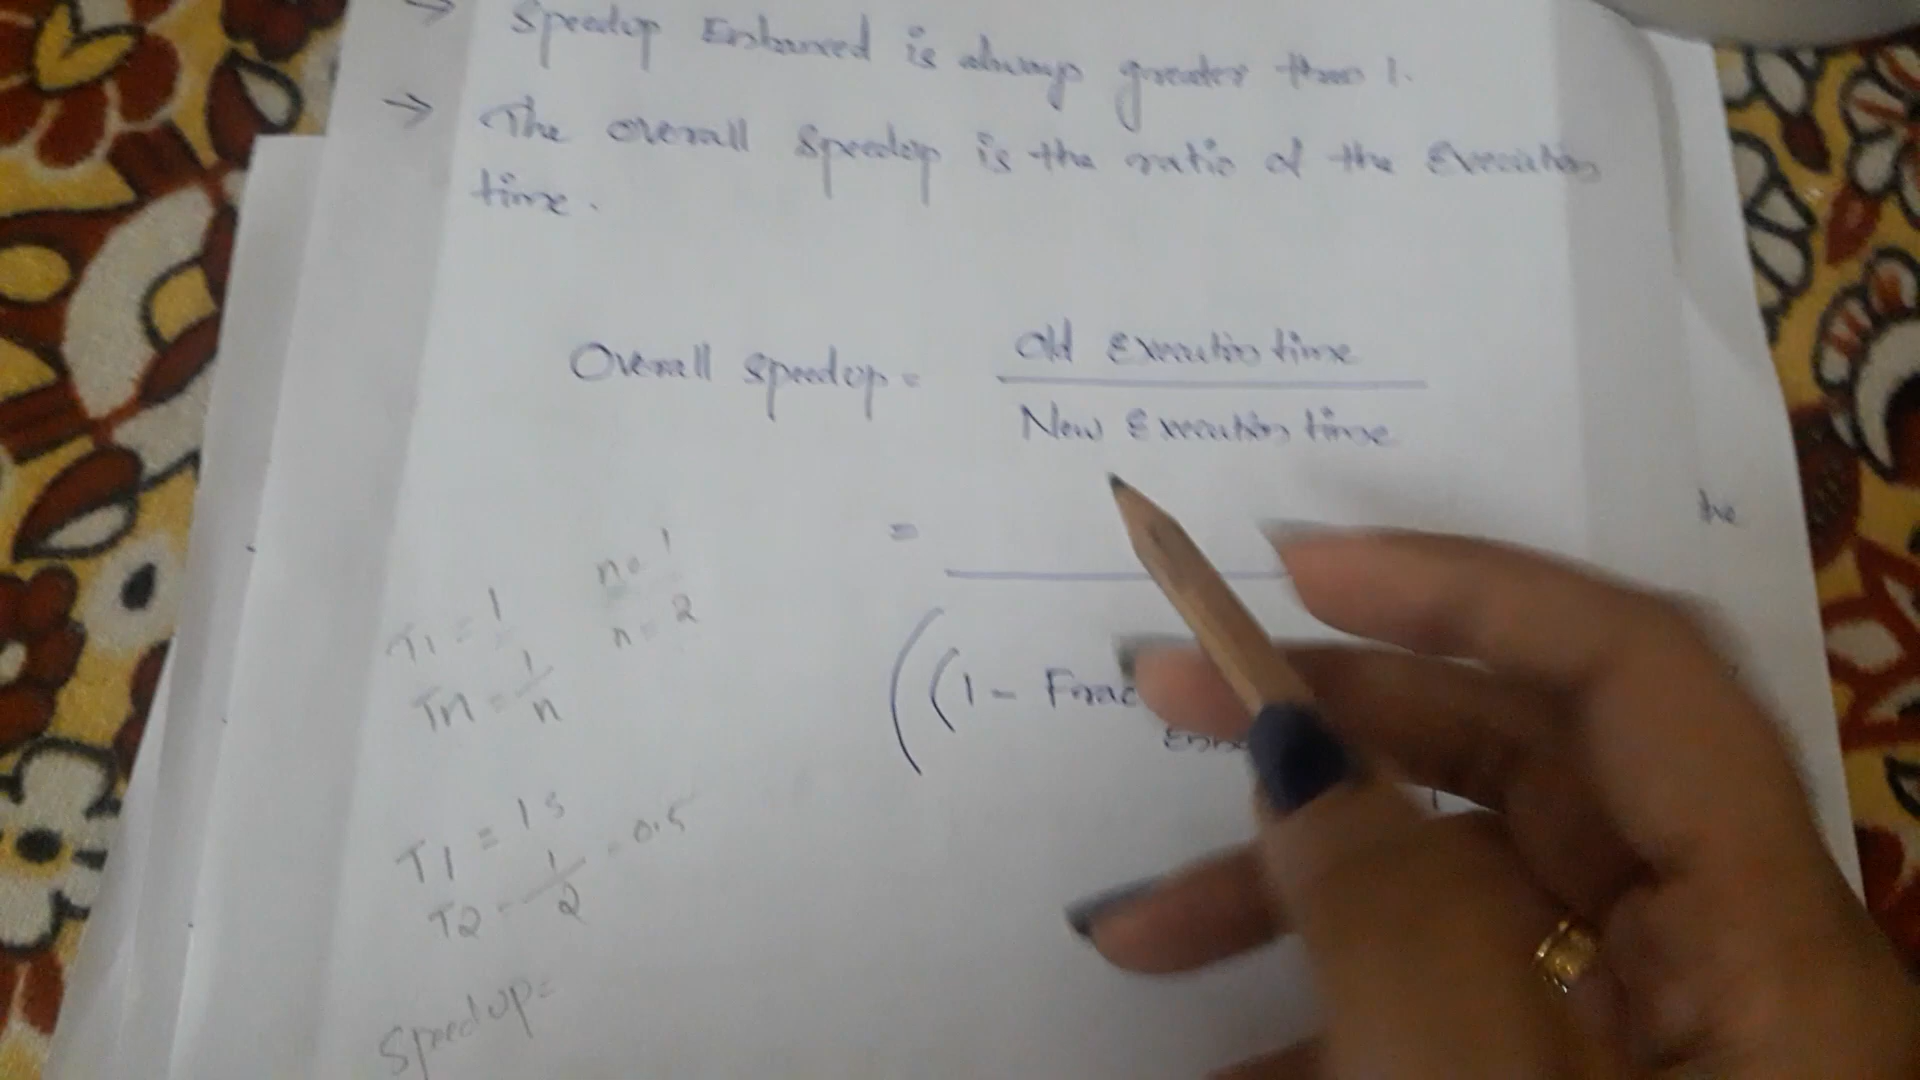 → Speedup Enhanced is always greater than 1.
→ The overall speedup is the ratio of the Execution
time.
Overall speedup = Old Execution time
New Execution time
=
((1 - Frac
n = 1
n = 2
T1 = 1
Tn = 1
n
T1 = 1s
T2 = 1 = 0.5
2
Speedup =